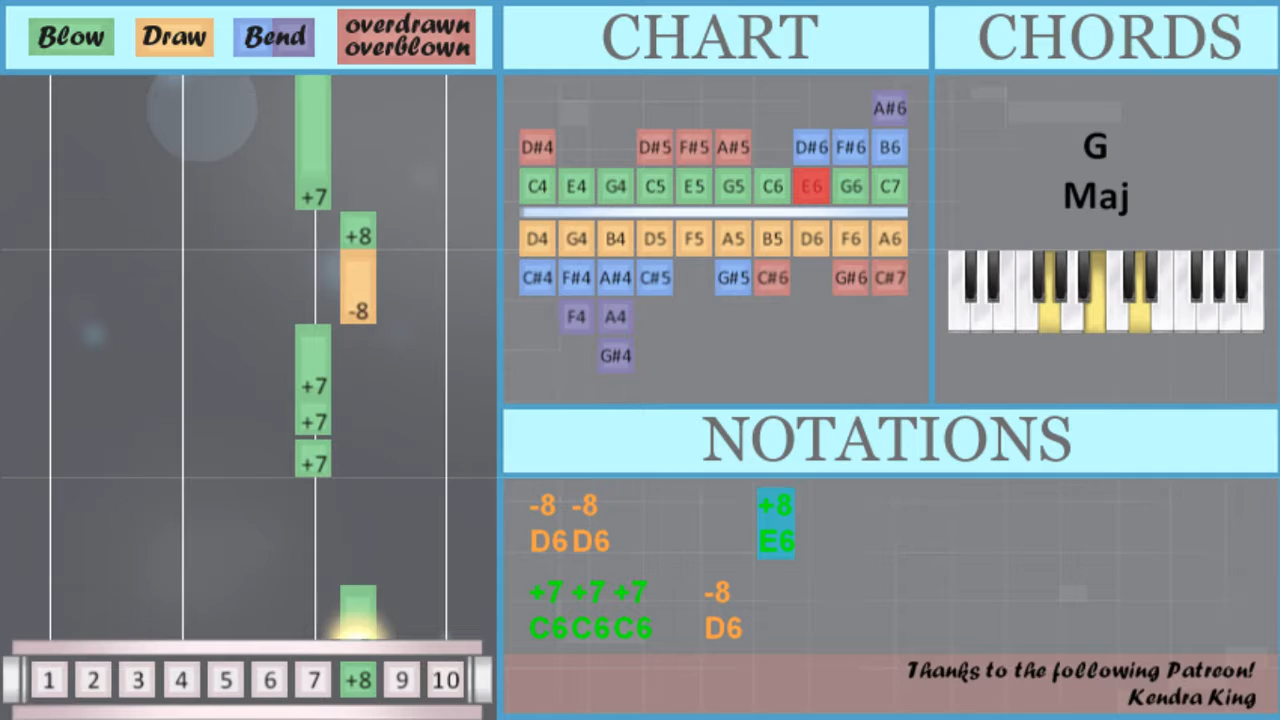 Blow Draw Bend overdrawn
overblown
CHART
CHORDS
+7
+8
-8
+7
+7
+7
1 2 3 4 5 6 7 +8 9 10
A#6
D#4 D#5 F#5 A#5 D#6 F#6 B6
C4 E4 G4 C5 E5 G5 C6 E6 G6 C7
D4 G4 B4 D5 F5 A5 B5 D6 F6 A6
C#4 F#4 A#4 C#5 G#5 C#6 G#6 C#7
F4 A4
G#4
G
Maj
NOTATIONS
-8 -8 +8
D6 D6 E6
+7 +7 +7 -8
C6 C6 C6 D6
Thanks to the following Patreon!
Kendra King